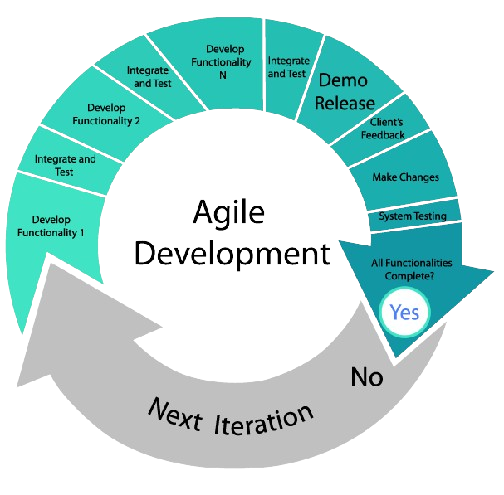 Develop
Functionality 1
Integrate and
Test
Develop
Functionality 2
Integrate
and Test
Develop
Functionality
N
Integrate
and Test
Demo
Release
Client's
Feedback
Make Changes
System Testing
All Functionalities
Complete?
Yes
No
Next Iteration
Agile
Development